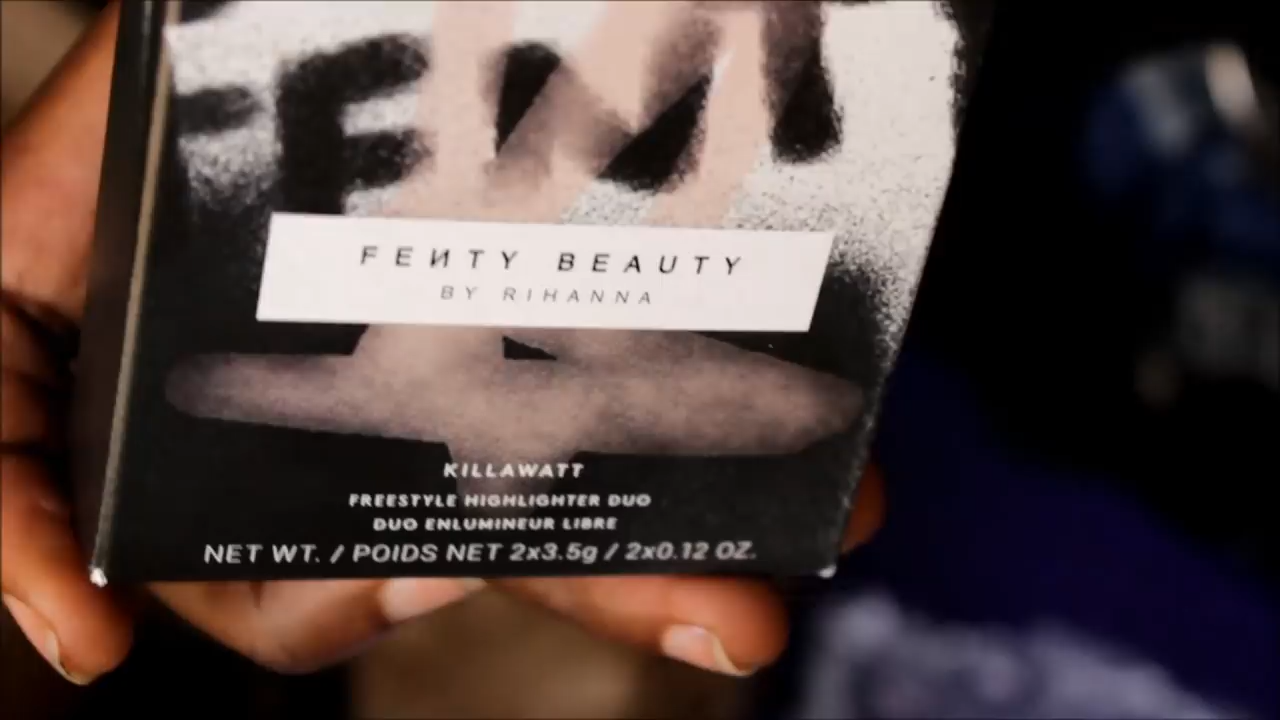 FEИTY BEAUTY
BY RIHANNA
KILLAWATT
FREESTYLE HIGHLIGHTER DUO
DUO ENLUMINEUR LIBRE
NET WT. / POIDS NET 2x3.5g / 2x0.12 OZ.